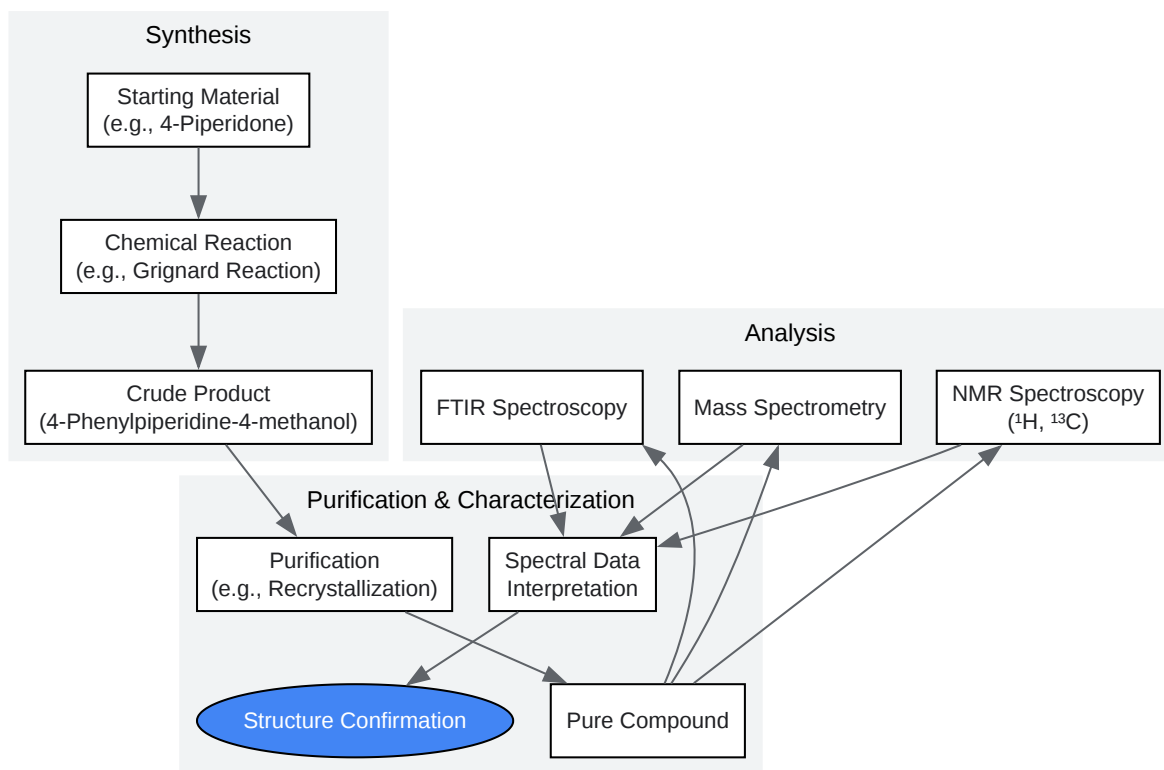 Synthesis
Starting Material
(e.g., 4-Piperidone)
Chemical Reaction
(e.g., Grignard Reaction)
Crude Product
(4-Phenylpiperidine-4-methanol)
Analysis
FTIR Spectroscopy
Mass Spectrometry
NMR Spectroscopy
(¹H, ¹³C)
Purification & Characterization
Purification
(e.g., Recrystallization)
Spectral Data
Interpretation
Structure Confirmation
Pure Compound